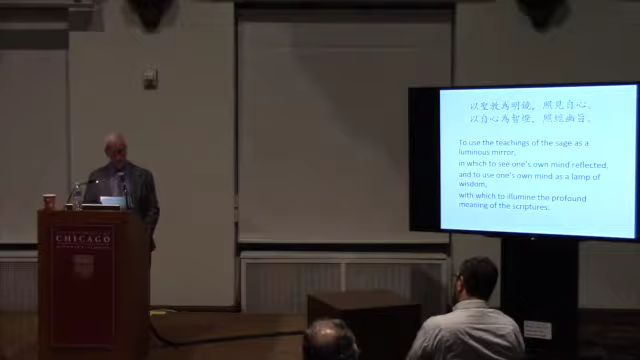 以聖教為明鏡，照見自心。
以自心為智燈，照經幽旨。
To use the teachings of the sage as a
luminous mirror,
in which to see one's own mind reflected,
and to use one's own mind as a lamp of
wisdom,
with which to illumine the profound
meaning of the scriptures.
CHICAGO